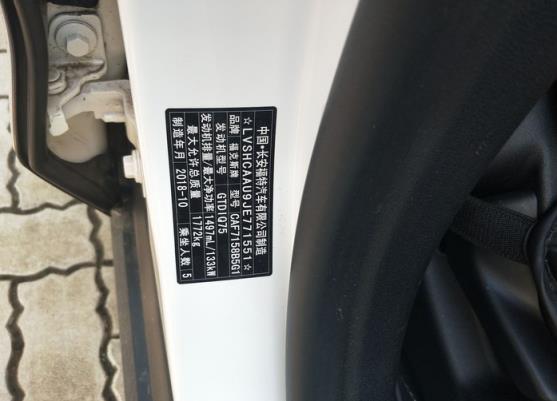 中国·长安福特汽车有限公司制造
☆LVSHCAAU9JE771551☆
品牌 福克斯牌 型号 CAF7158B5G1
发动机型号 GTDIQ75
发动机排量/最大净功率 1497mL/133kW
最大允许总质量 1772kg
制造年月 2018-10 乘坐人数 5